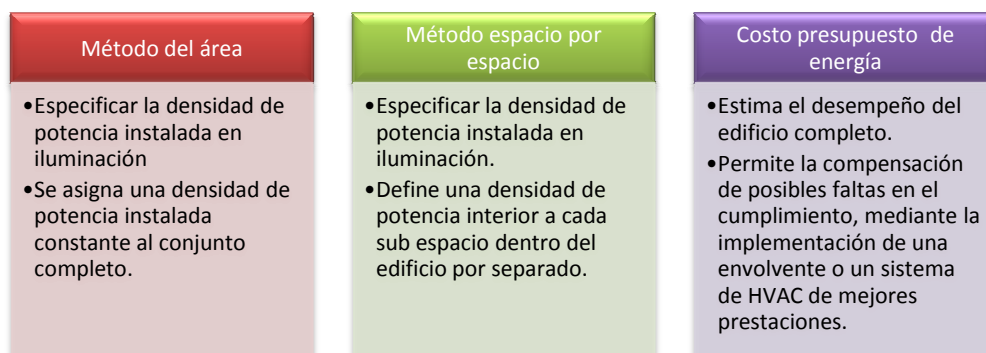 Método del área
•Especificar la densidad de
potencia instalada en
iluminación
•Se asigna una densidad de
potencia instalada
constante al conjunto
completo.
Método espacio por
espacio
•Especificar la densidad de
potencia instalada en
iluminación.
•Define una densidad de
potencia interior a cada
sub espacio dentro del
edificio por separado.
Costo presupuesto de
energía
•Estima el desempeño del
edificio completo.
•Permite la compensación
de posibles faltas en el
cumplimiento, mediante la
implementación de una
envolvente o un sistema
de HVAC de mejores
prestaciones.